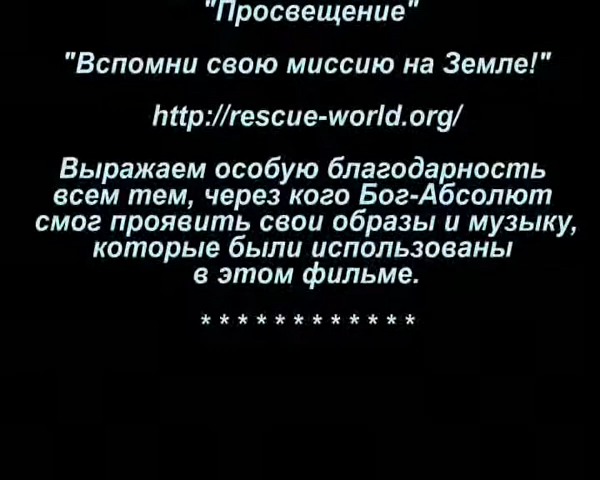 "Просвещение"
"Вспомни свою миссию на Земле!"
http://rescue-world.org/
Выражаем особую благодарность
всем тем, через кого Бог-Абсолют
смог проявить свои образы и музыку,
которые были использованы
в этом фильме.
* * * * * * * * * * * *